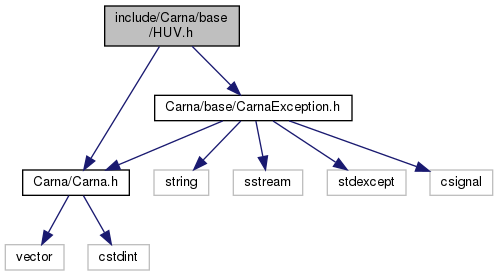 include/Carna/base
/HUV.h
Carna/base/CarnaException.h
Carna/Carna.h
string
sstream
stdexcept
csignal
vector
cstdint